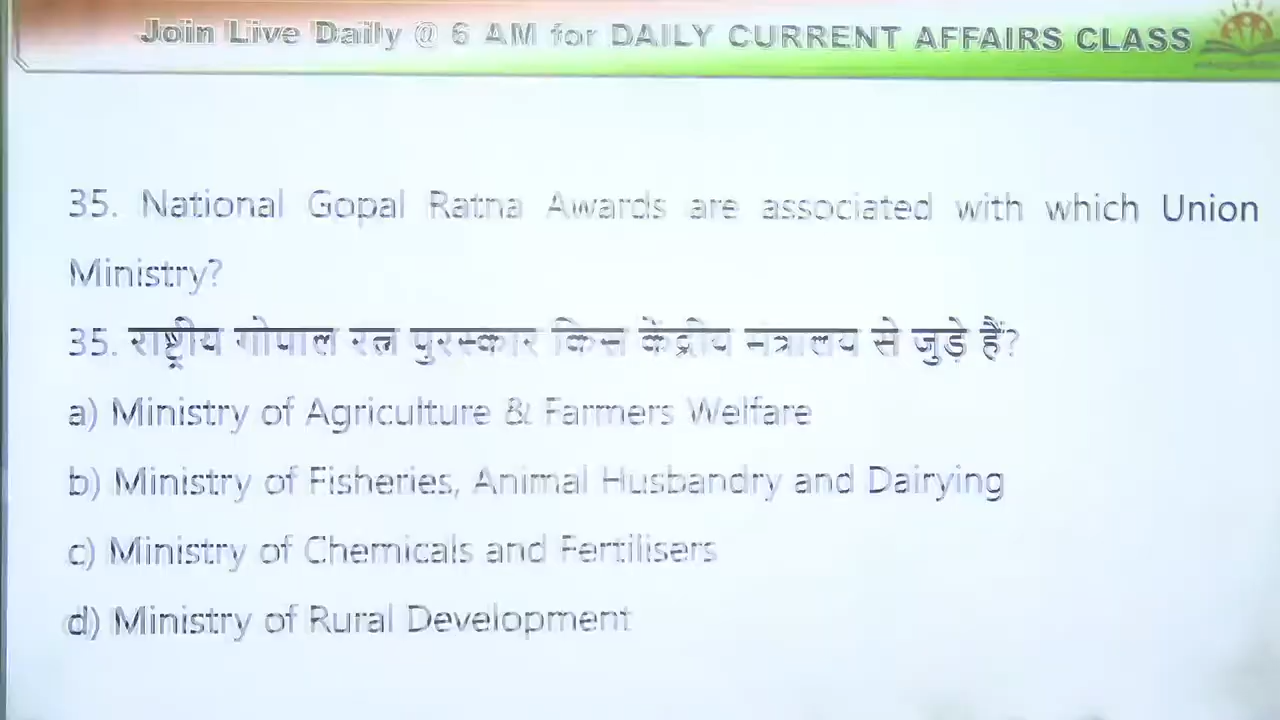 Join Live Daily @ 6 AM for DAILY CURRENT AFFAIRS CLASS
35. National Gopal Ratna Awards are associated with which Union
Ministry?
35. राष्ट्रीय गोपाल रत्न पुरस्कार किस केंद्रीय मंत्रालय से जुड़े हैं?
a) Ministry of Agriculture & Farmers Welfare
b) Ministry of Fisheries, Animal Husbandry and Dairying
c) Ministry of Chemicals and Fertilisers
d) Ministry of Rural Development